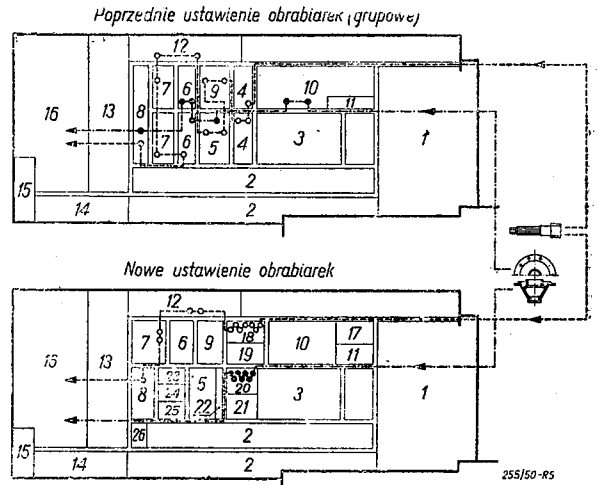 Poprzednie ustawienie obrabiarek (grupowe)
12
16 13 8 7 6 9 4 10 11
7 6 5 4 3 1
15 2
14 2
Nowe ustawienie obrabiarek
12
15 13 7 6 9 18 19 10 17 11
8 23 24 25 5 22 20 21 3 1
26 2
15
14 2
255/50-R5